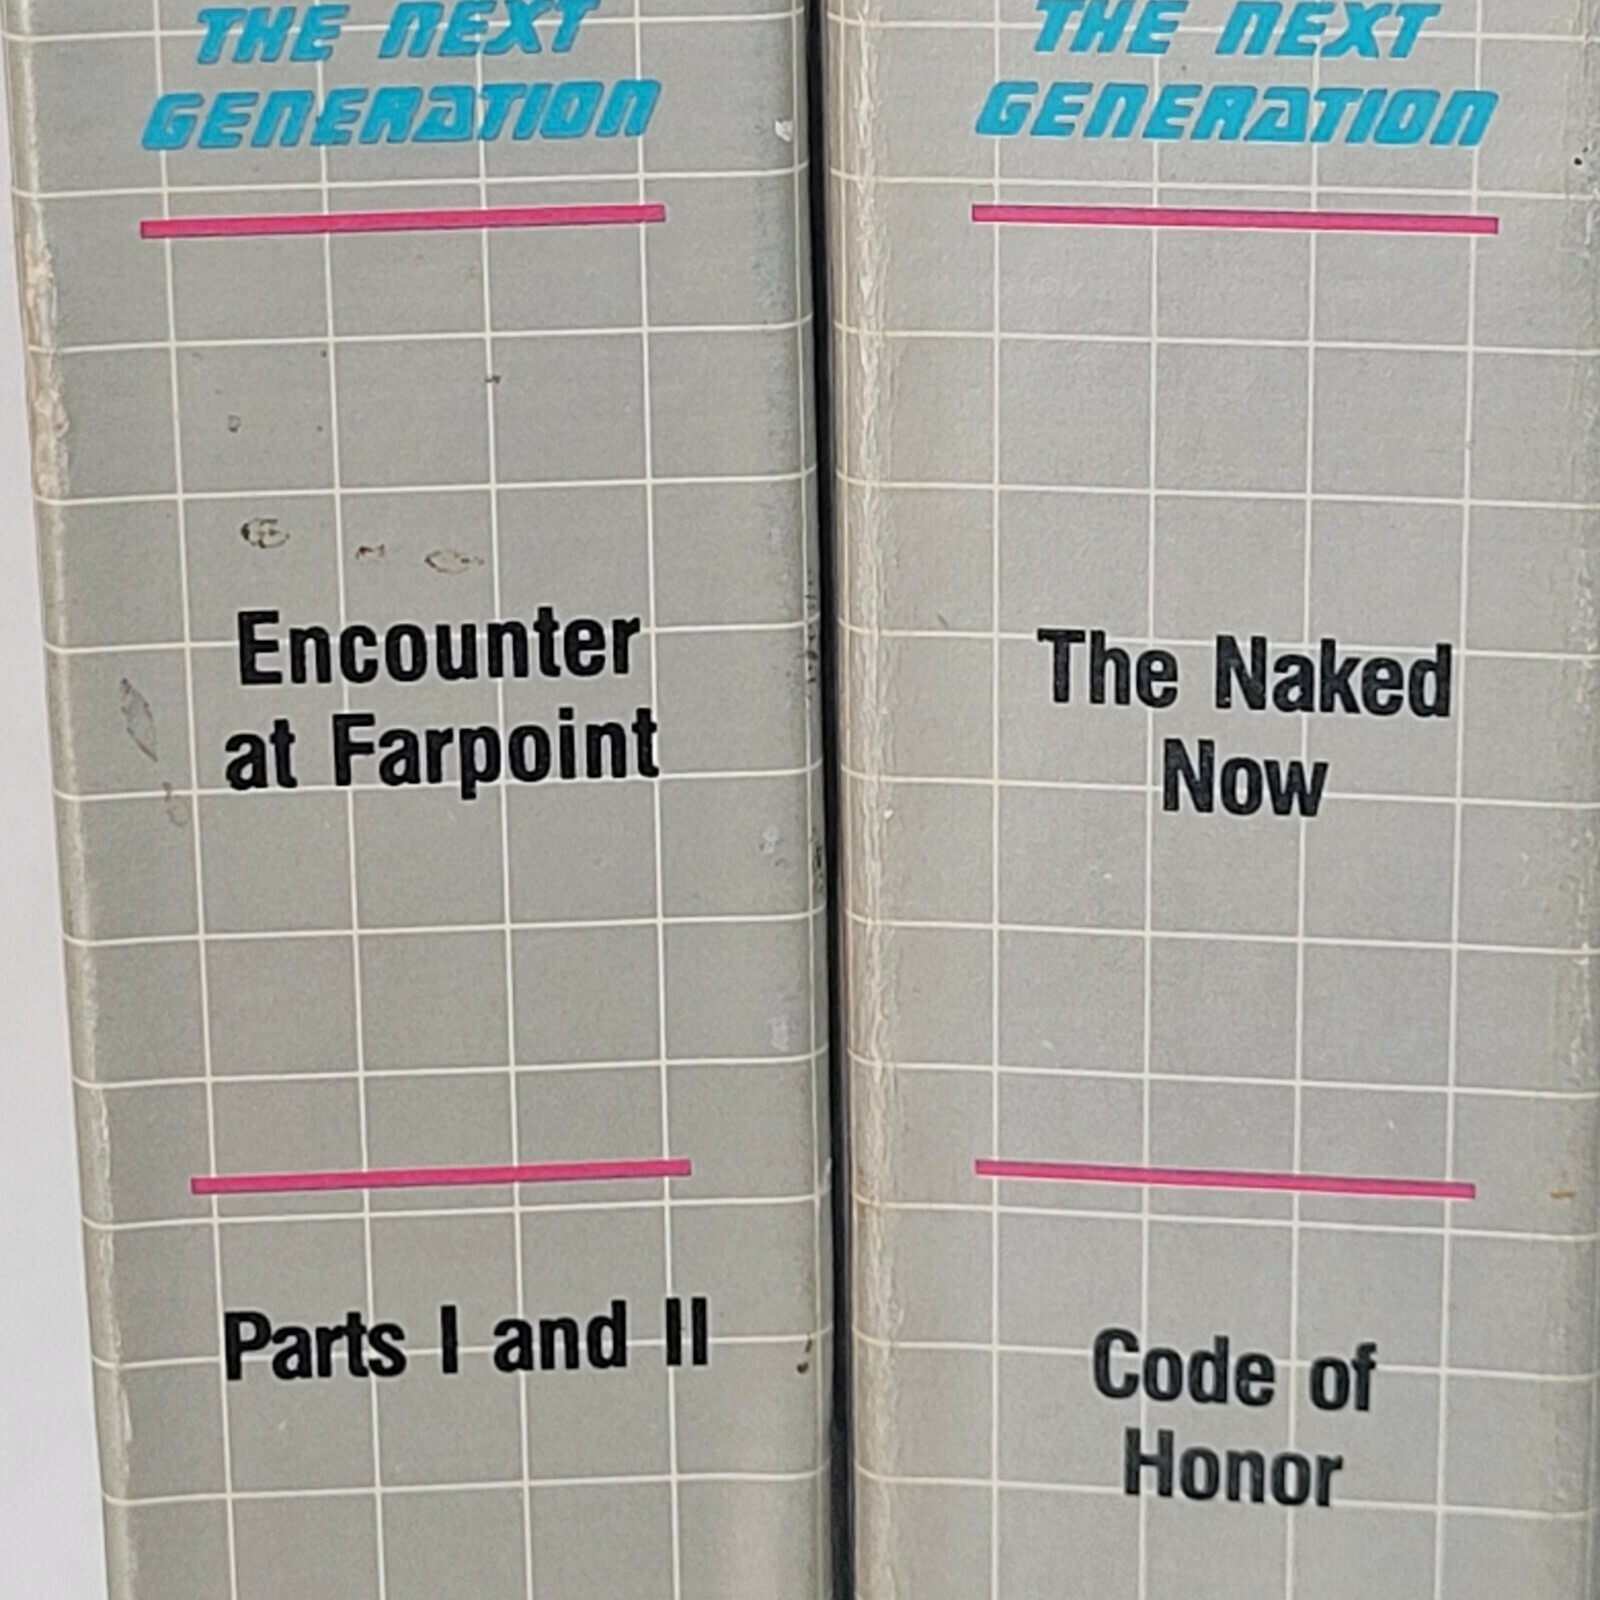 THE NEXT
GENERATION
Encounter
at Farpoint
Parts I and II
THE NEXT
GENERATION
The Naked
Now
Code of
Honor